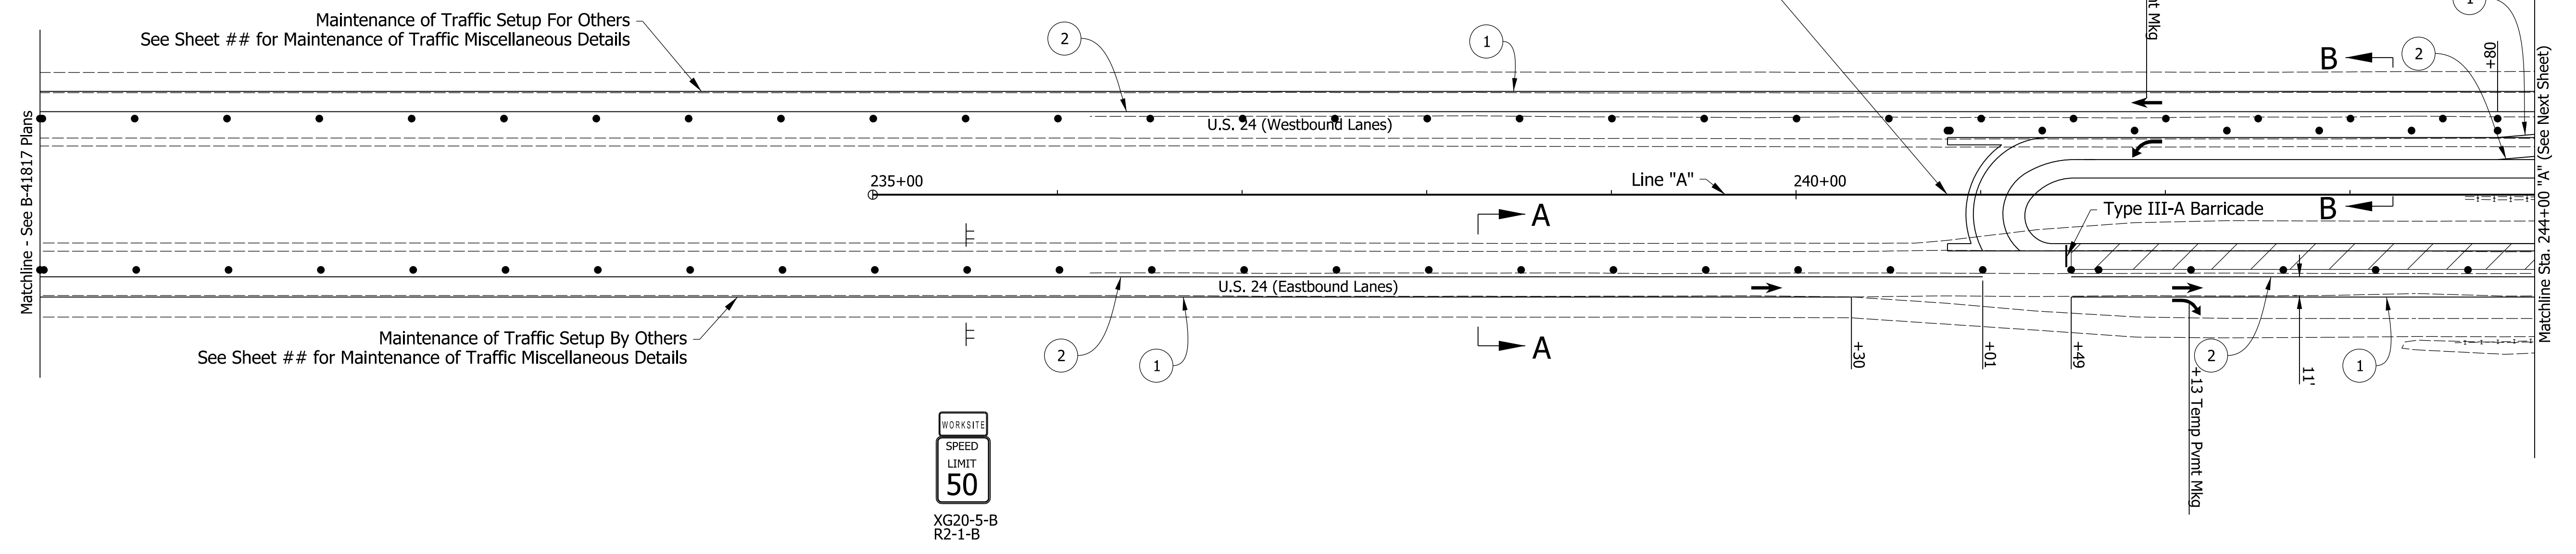 Maintenance of Traffic Setup For Others
See Sheet ## for Maintenance of Traffic Miscellaneous Details
2
1
nt Mkg
1
B
2
+80
Matchline - See B-41817 Plans
U.S. 24 (Westbound Lanes)
235+00
Line "A"
240+00
A
Type III-A Barricade
B
Matchline Sta. 244+00 "A" (See Next Sheet)
U.S. 24 (Eastbound Lanes)
Maintenance of Traffic Setup By Others
See Sheet ## for Maintenance of Traffic Miscellaneous Details
2
1
A
+30
+01
+49
+13 Temp Pvmt Mkg
2
11'
1
WORKSITE
SPEED
LIMIT
50
XG20-5-B
R2-1-B